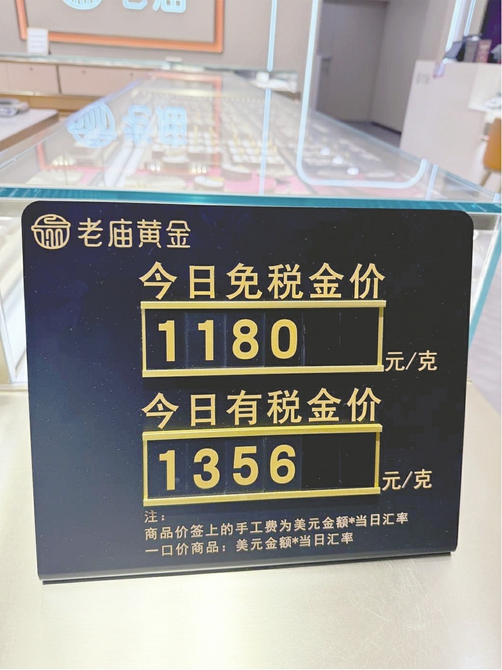 老庙
老庙黄金
今日免税金价
1180 元/克
今日有税金价
1356 元/克
注：
商品价签上的手工费为美元金额*当日汇率
一口价商品：美元金额*当日汇率